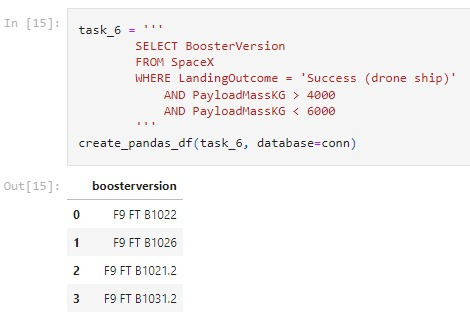 In [15]:
task_6 = '''
SELECT BoosterVersion
FROM SpaceX
WHERE LandingOutcome = 'Success (drone ship)'
AND PayloadMassKG > 4000
AND PayloadMassKG < 6000
'''
create_pandas_df(task_6, database=conn)
Out[15]:
boosterversion
0 F9 FT B1022
1 F9 FT B1026
2 F9 FT B1021.2
3 F9 FT B1031.2